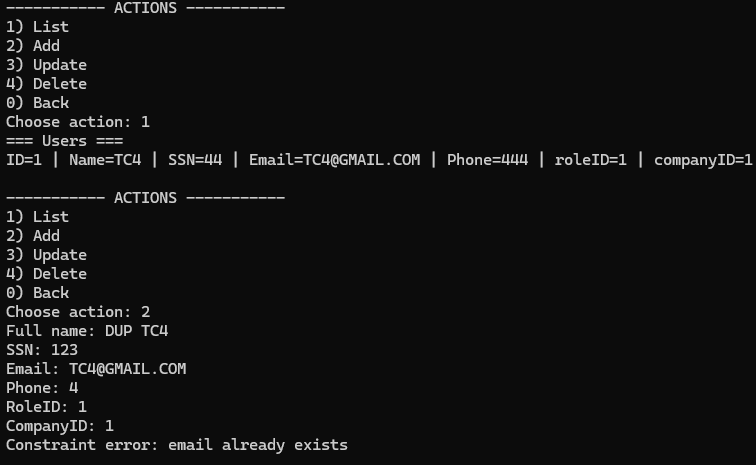 ----------- ACTIONS -----------
1) List
2) Add
3) Update
4) Delete
0) Back
Choose action: 1
=== Users ===
ID=1 | Name=TC4 | SSN=44 | Email=TC4@GMAIL.COM | Phone=444 | roleID=1 | companyID=1
----------- ACTIONS -----------
1) List
2) Add
3) Update
4) Delete
0) Back
Choose action: 2
Full name: DUP TC4
SSN: 123
Email: TC4@GMAIL.COM
Phone: 4
RoleID: 1
CompanyID: 1
Constraint error: email already exists